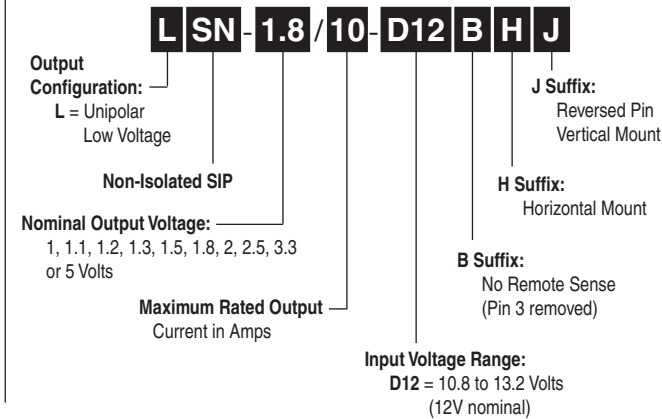 L SN - 1.8 / 10 - D12 B H J
Output
Configuration:
L = Unipolar
Low Voltage
Non-Isolated SIP
Nominal Output Voltage:
1, 1.1, 1.2, 1.3, 1.5, 1.8, 2, 2.5, 3.3
or 5 Volts
Maximum Rated Output
Current in Amps
Input Voltage Range:
D12 = 10.8 to 13.2 Volts
(12V nominal)
B Suffix:
No Remote Sense
(Pin 3 removed)
H Suffix:
Horizontal Mount
J Suffix:
Reversed Pin
Vertical Mount